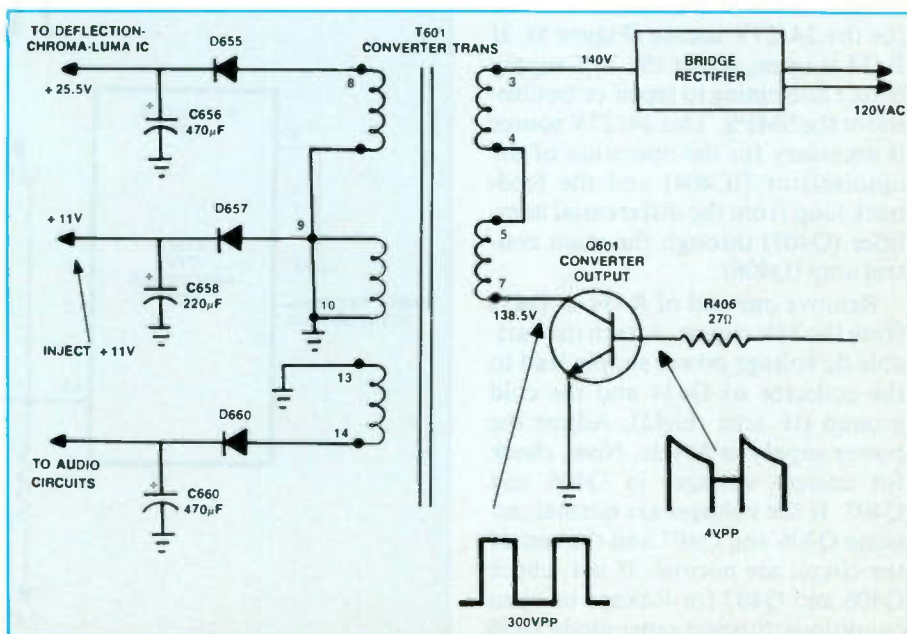 TO DEFLECTION-
CHROMA-LUMA IC
+25.5V
D655
C656
470µF
8
T601
CONVERTER TRANS
3
140V
BRIDGE
RECTIFIER
120VAC
4
+11V
D657
9
C658
220µF
10
INJECT +11V
5
7
138.5V
Q601
CONVERTER
OUTPUT
R406
27Ω
13
D660
14
TO AUDIO
CIRCUITS
C660
470µF
4VPP
300VPP